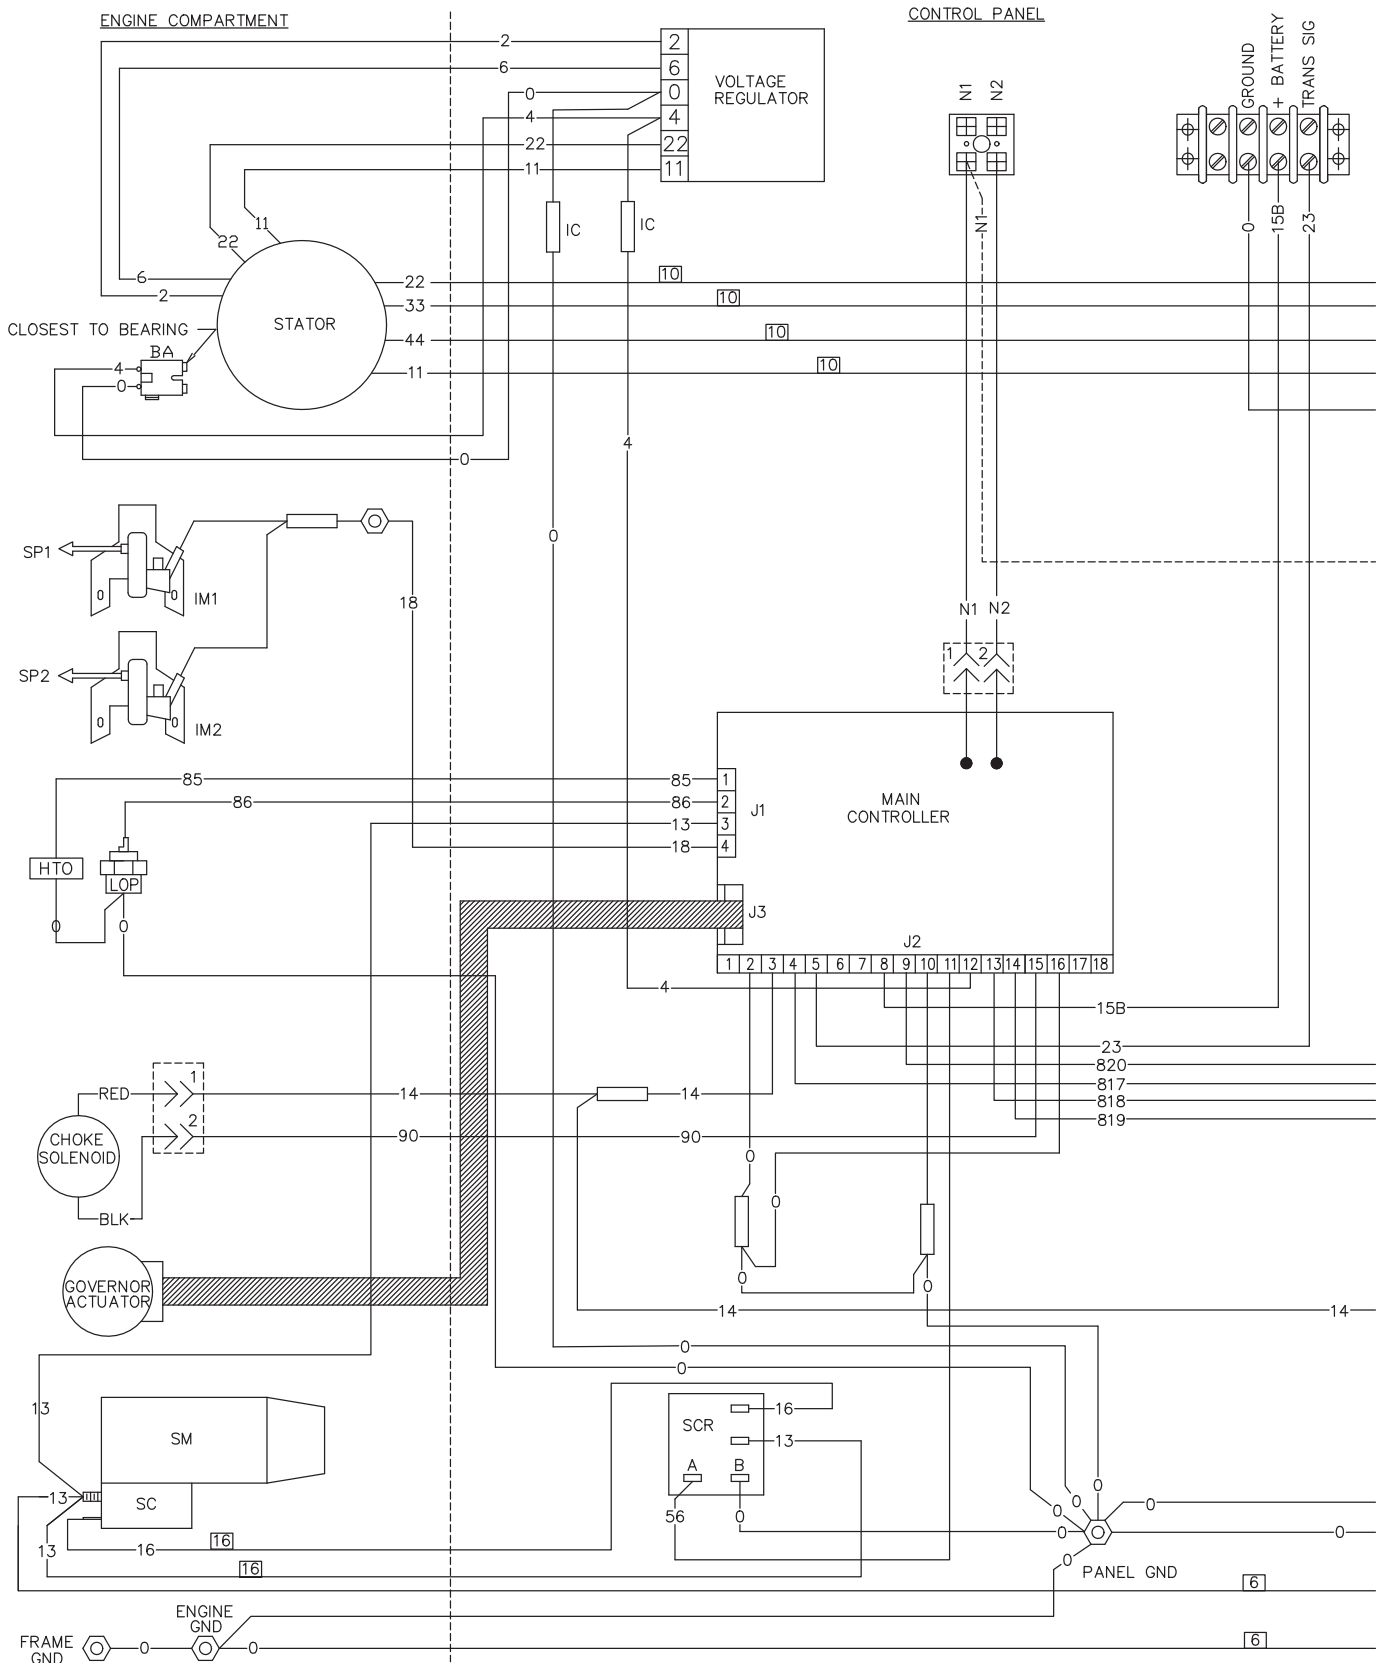 ENGINE COMPARTMENT
CONTROL PANEL
2
2
6
6
0
0
4
4
22
22
11
11
VOLTAGE
REGULATOR
N1
N2
GROUND
+ BATTERY
TRANS SIG
IC
IC
N1
0
15B
23
11
22
6
2
STATOR
22
10
33
10
44
10
11
10
CLOSEST TO BEARING
BA
4
0
4
0
0
SP1
0
0
IM1
18
N1
N2
1
2
SP2
0
0
IM2
85
85
1
86
86
2
13
3
18
4
J1
MAIN
CONTROLLER
HTO
LOP
0
0
J3
J2
1 2 3 4 5 6 7 8 9 10 11 12 13 14 15 16 17 18
4
15B
23
820
817
818
819
RED
1
14
14
2
90
90
CHOKE
SOLENOID
BLK
0
0
0
0
GOVERNOR
ACTUATOR
14
14
0
0
13
SM
SC
13
13
16
16
16
SCR
16
13
A
B
56
0
0
0
0
0
0
0
0
PANEL GND
6
ENGINE
GND
FRAME
GND
0
0
6